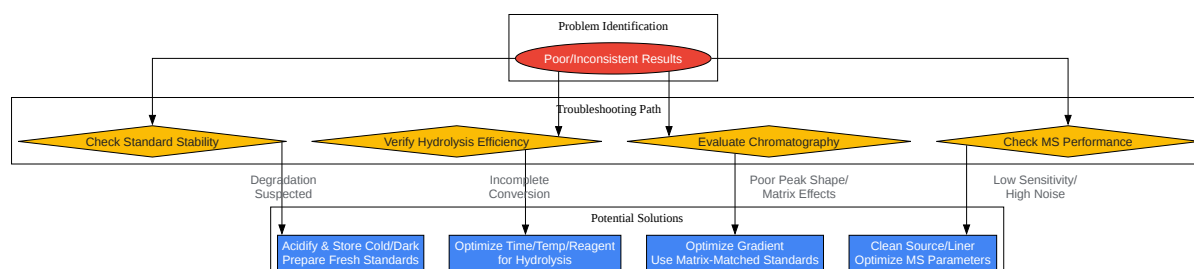 Problem Identification
Poor/Inconsistent Results
Troubleshooting Path
Check Standard Stability
Verify Hydrolysis Efficiency
Evaluate Chromatography
Check MS Performance
Degradation
Suspected
Incomplete
Conversion
Poor Peak Shape/
Matrix Effects
Low Sensitivity/
High Noise
Potential Solutions
Acidify & Store Cold/Dark
Prepare Fresh Standards
Optimize Time/Temp/Reagent
for Hydrolysis
Optimize Gradient
Use Matrix-Matched Standards
Clean Source/Liner
Optimize MS Parameters